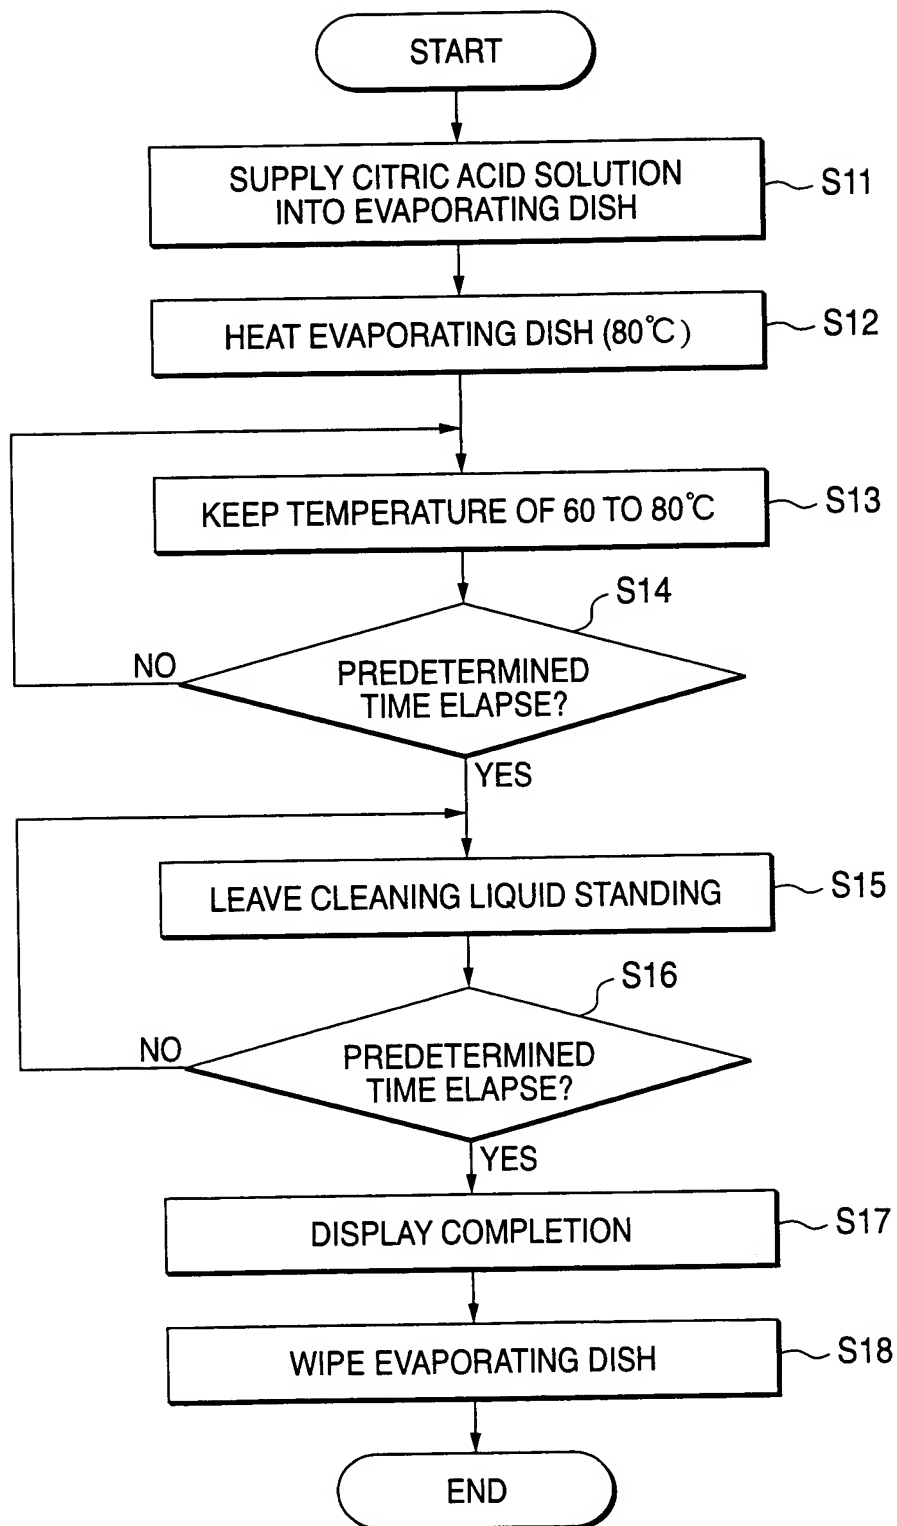 START
SUPPLY CITRIC ACID SOLUTION
INTO EVAPORATING DISH
S11
HEAT EVAPORATING DISH (80°C)
S12
KEEP TEMPERATURE OF 60 TO 80°C
S13
S14
NO
PREDETERMINED
TIME ELAPSE?
YES
LEAVE CLEANING LIQUID STANDING
S15
S16
NO
PREDETERMINED
TIME ELAPSE?
YES
DISPLAY COMPLETION
S17
WIPE EVAPORATING DISH
S18
END